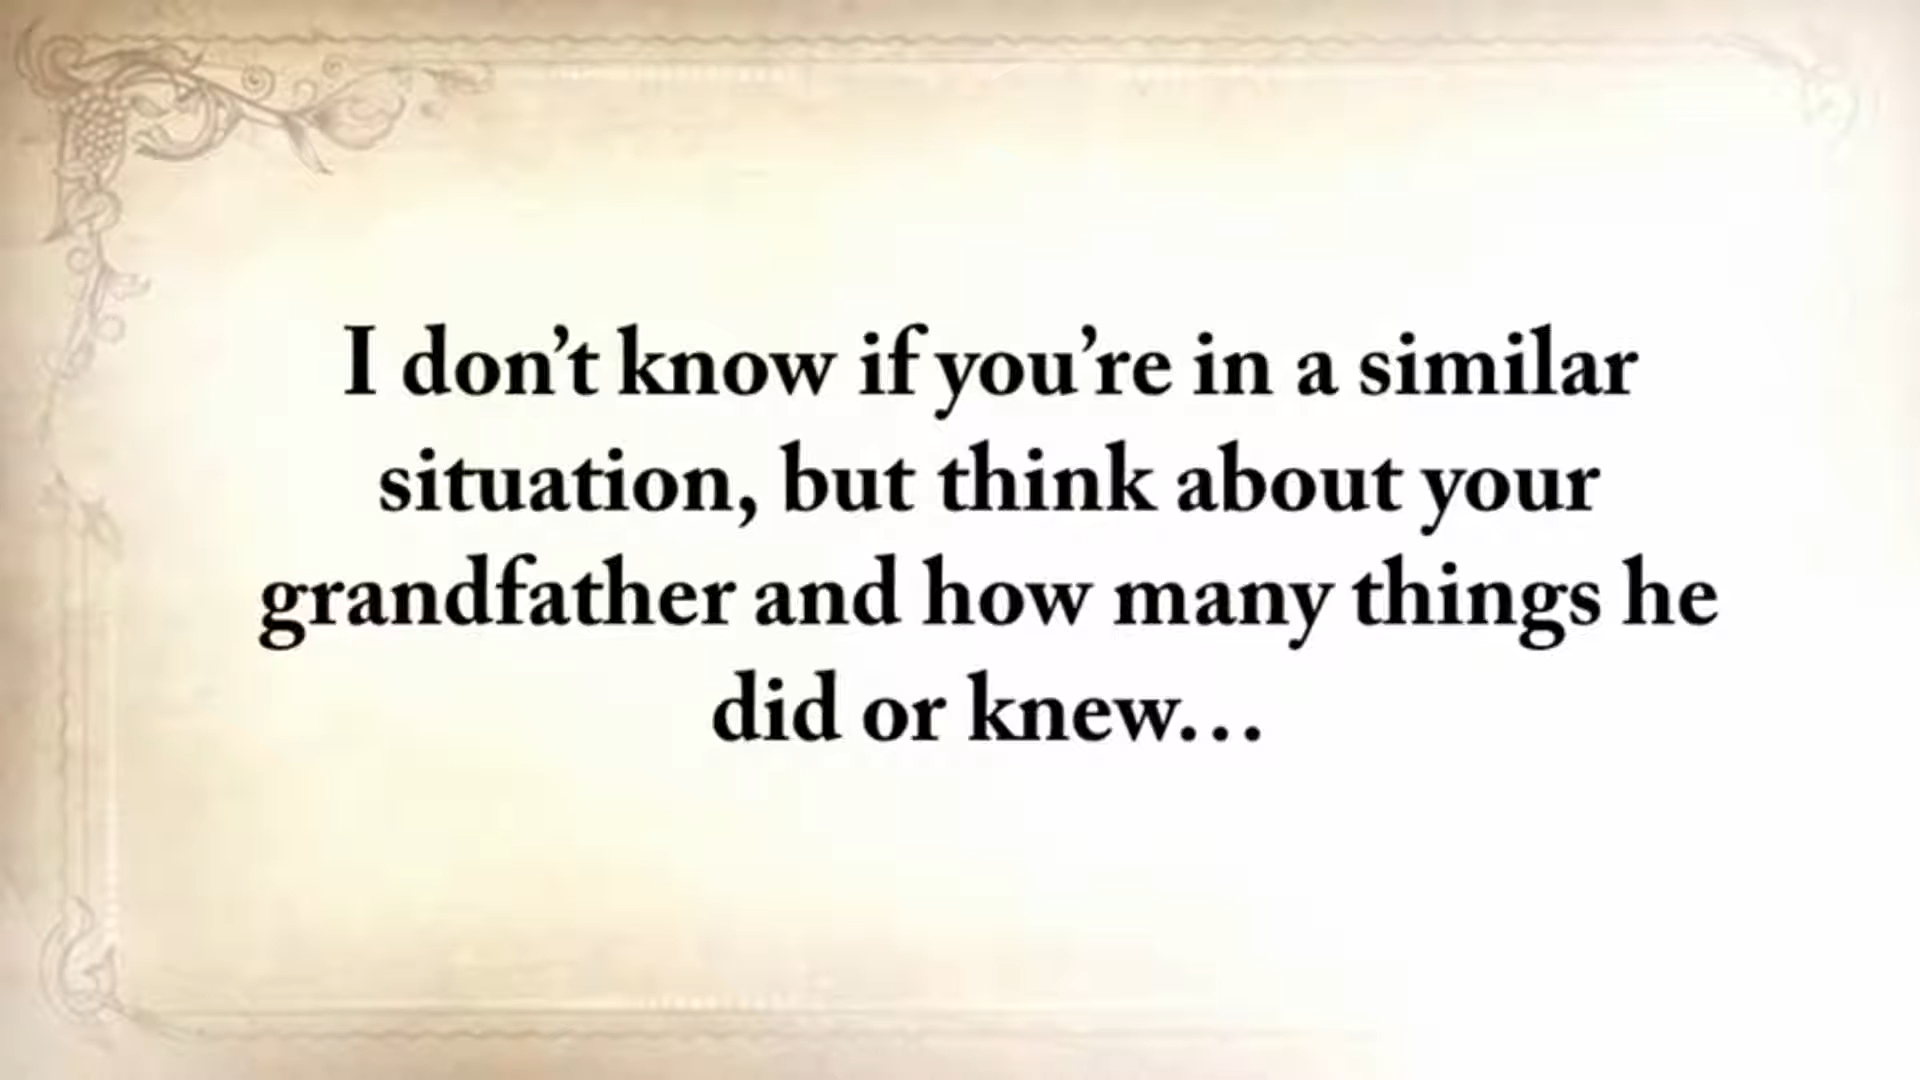 I don’t know if you’re in a similar
situation, but think about your
grandfather and how many things he
did or knew…